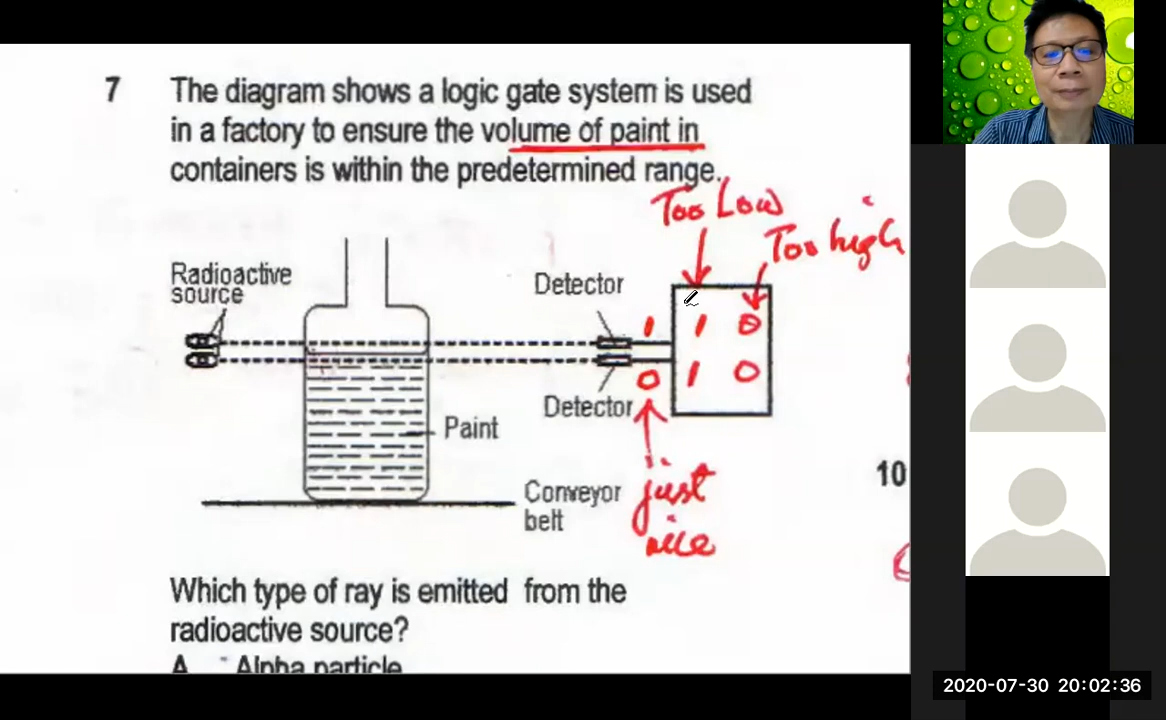 7 The diagram shows a logic gate system is used
in a factory to ensure the volume of paint in
containers is within the predetermined range.
Too Low
Too high
Radioactive
source
Detector
1 1 0
0 1 0
Detector
Paint
Conveyor
belt
just
nice
10
Which type of ray is emitted from the
radioactive source?
A Alpha particle
2020-07-30 20:02:36